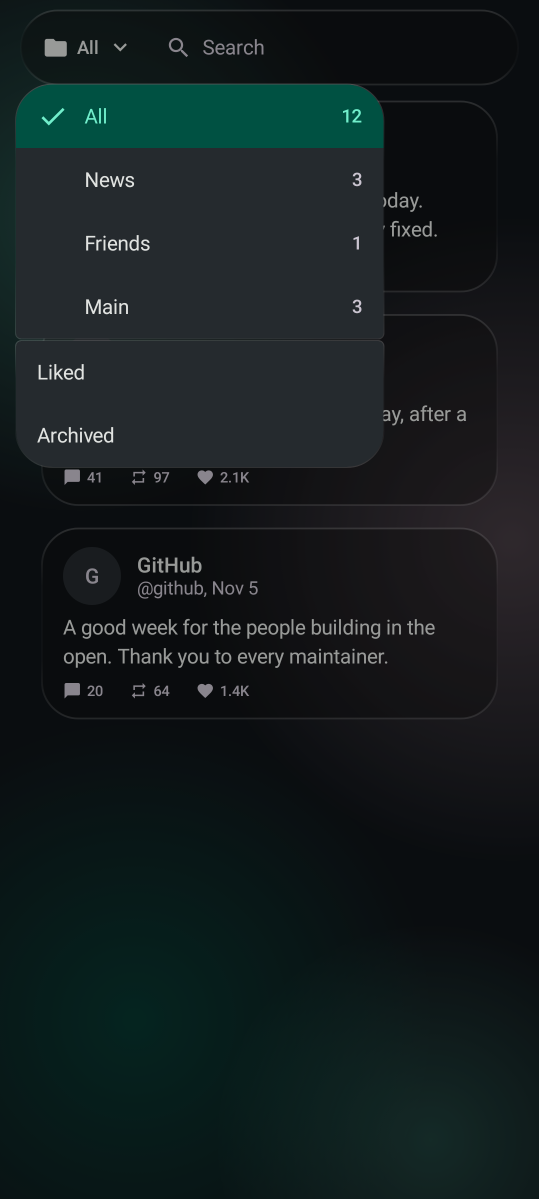 All
Search
All 12
News 3
Friends 1
Main 3
fixed.
Liked
ay, after a
Archived
41 97 2.1K
G
GitHub
@github, Nov 5
A good week for the people building in the
open. Thank you to every maintainer.
20 64 1.4K